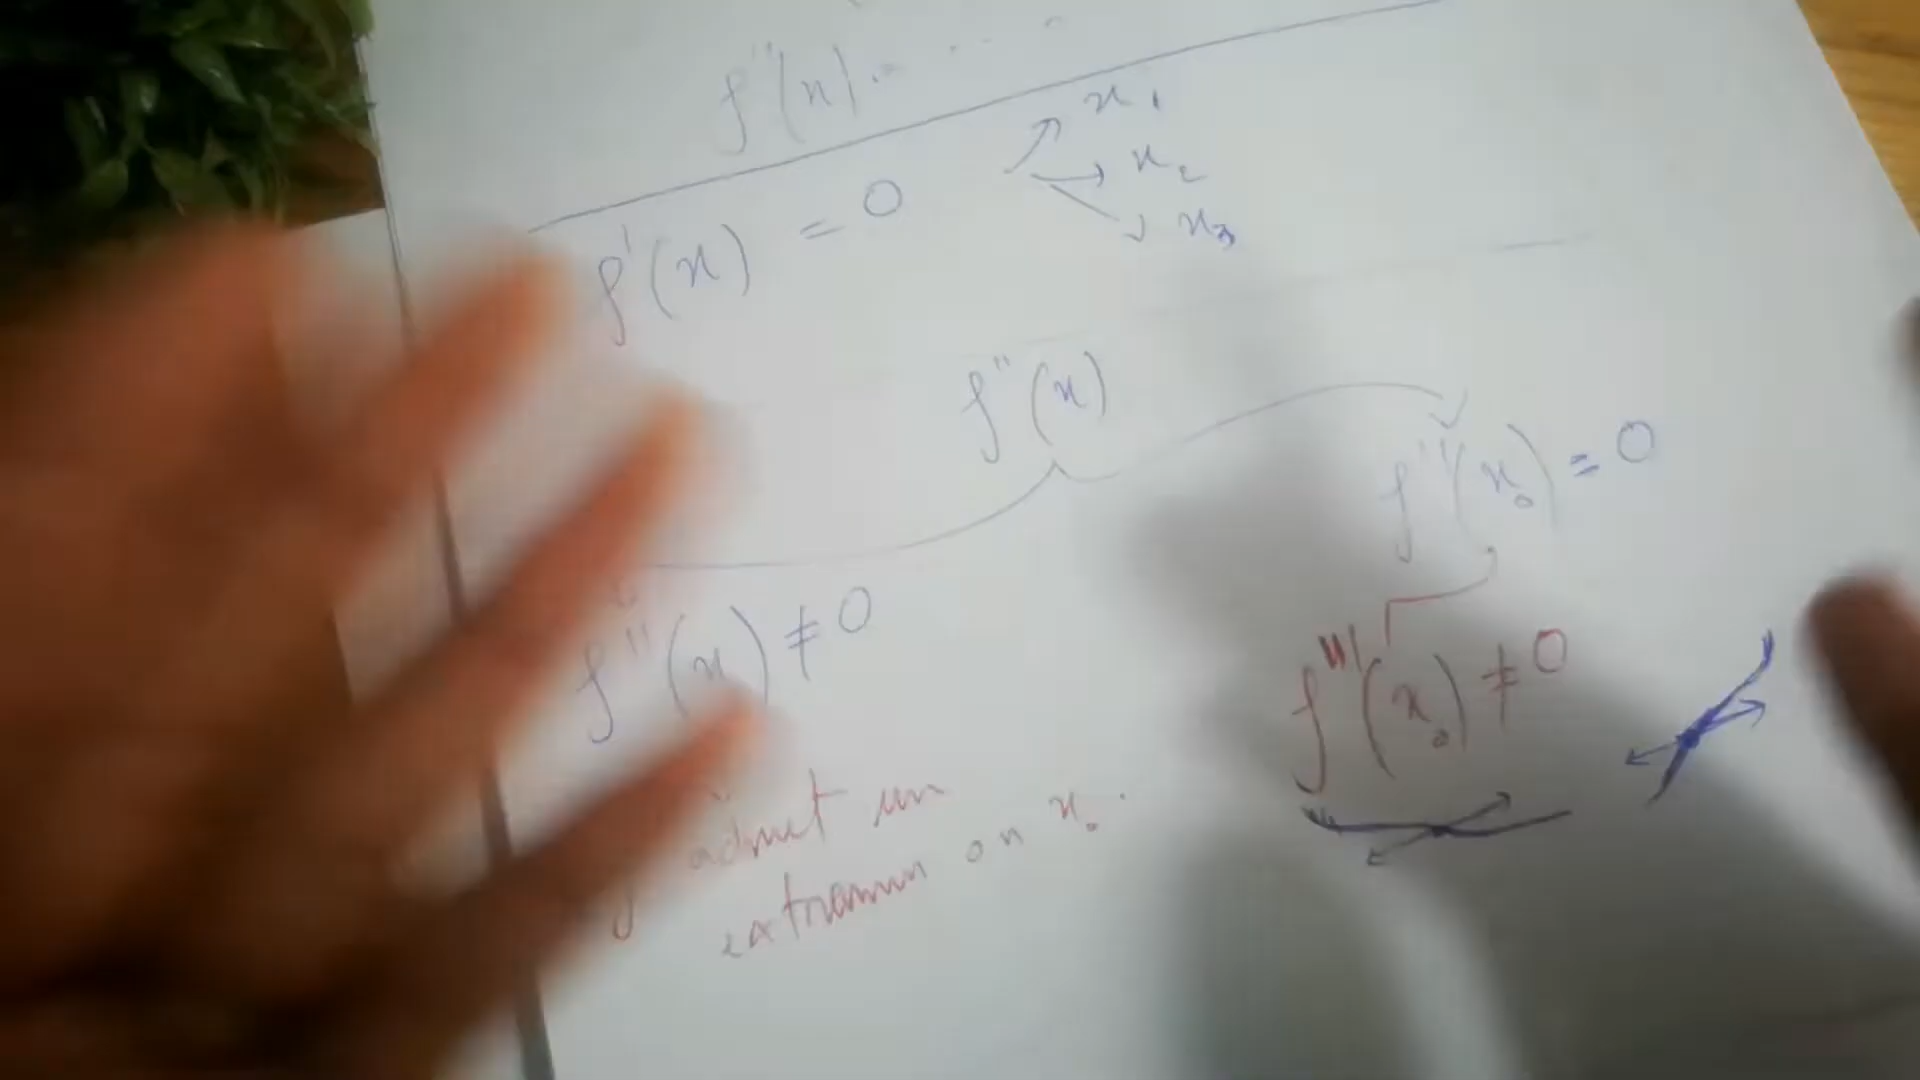 f''(x) = ...
f'(x) = 0
x₁
x₂
x₃
f''(x)
f''(x₀) = 0
f''(x) ≠ 0
f'''(x₀) ≠ 0
f admet un
extremum en x₀.